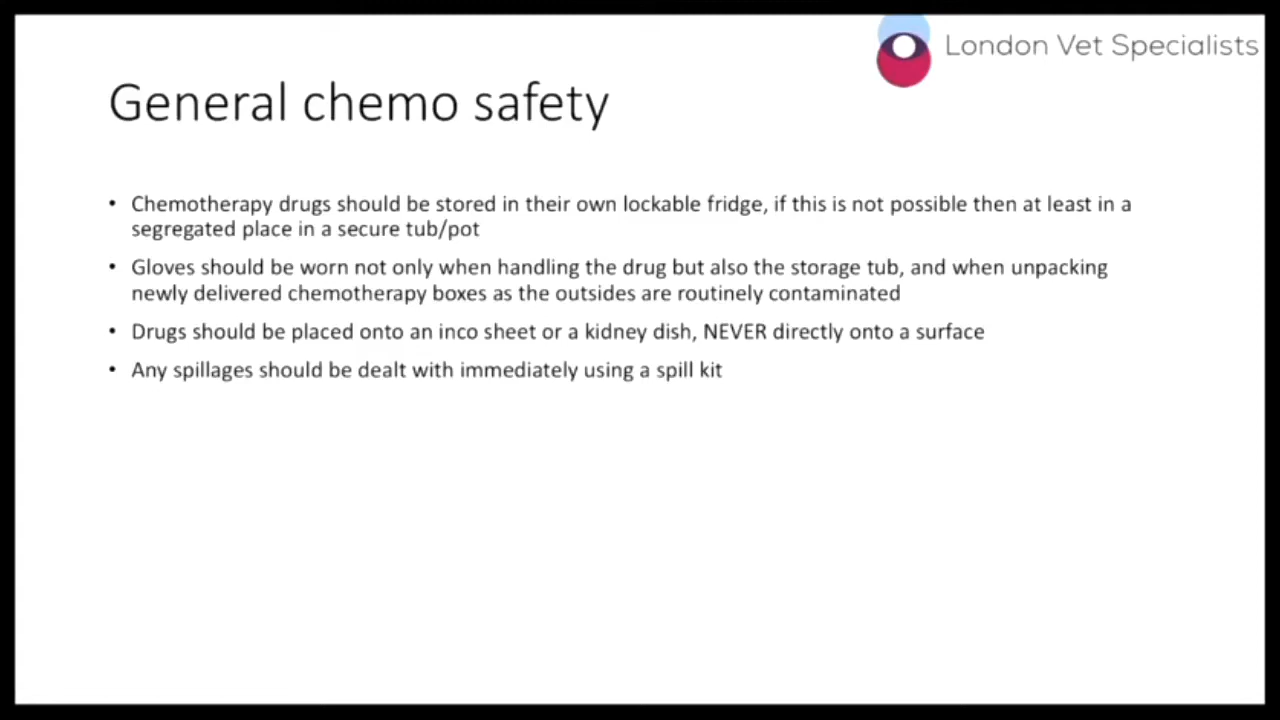 London Vet Specialists
General chemo safety
• Chemotherapy drugs should be stored in their own lockable fridge, if this is not possible then at least in a
segregated place in a secure tub/pot
• Gloves should be worn not only when handling the drug but also the storage tub, and when unpacking
newly delivered chemotherapy boxes as the outsides are routinely contaminated
• Drugs should be placed onto an inco sheet or a kidney dish, NEVER directly onto a surface
• Any spillages should be dealt with immediately using a spill kit